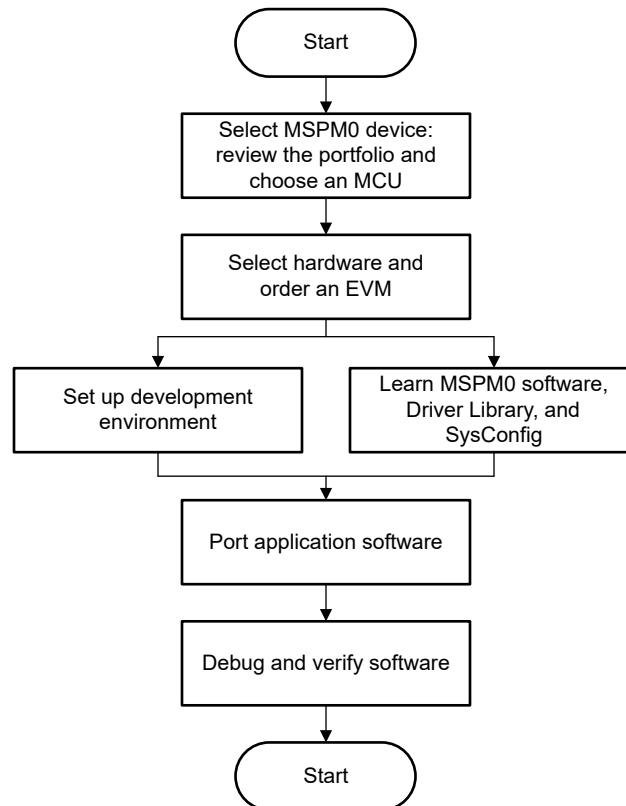 Start
Select MSPM0 device:
review the portfolio and
choose an MCU
Select hardware and
order an EVM
Set up development
environment
Learn MSPM0 software,
Driver Library, and
SysConfig
Port application software
Debug and verify software
Start